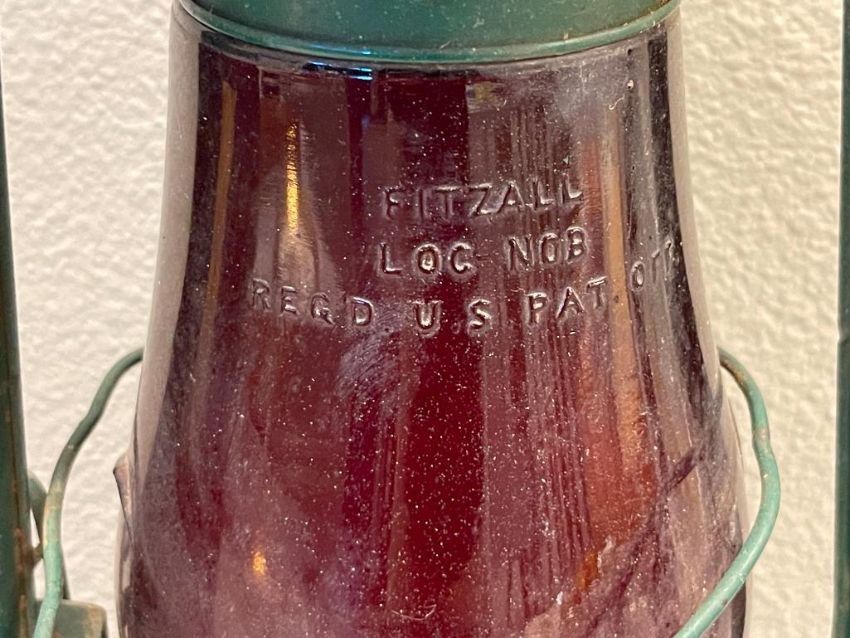 FITZALL
LOC NOB
REG'D U.S. PAT. OFF.